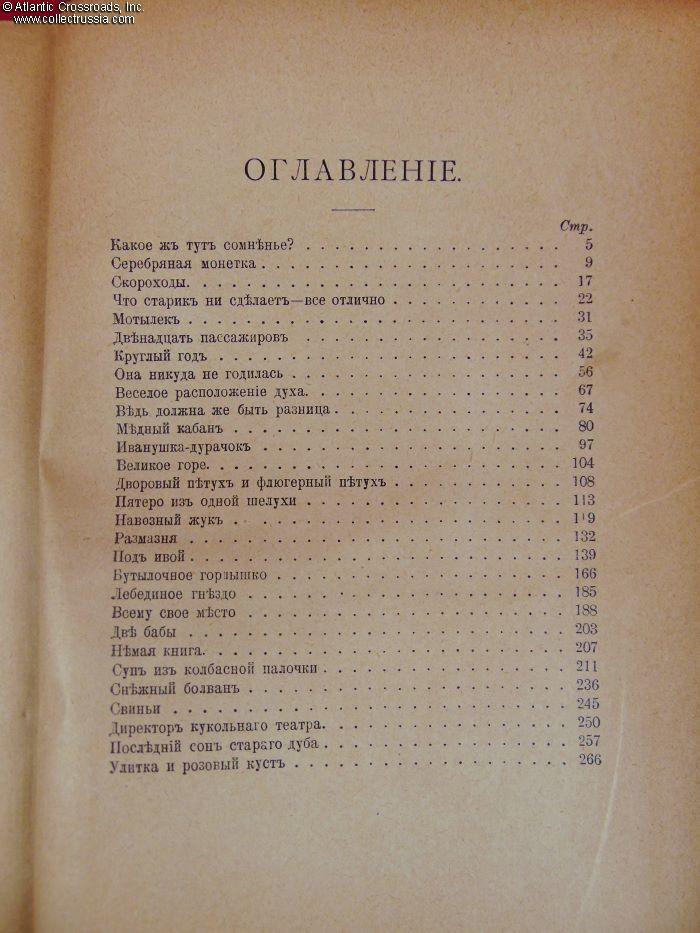 © Atlantic Crossroads, Inc.
www.collectrussia.com
ОГЛАВЛЕНІЕ.
Стр.
Какое жъ тутъ сомнѣнье? . . . . . . . . . . . . . . . . . . 5
Серебряная монетка . . . . . . . . . . . . . . . . . . . . 9
Скороходы. . . . . . . . . . . . . . . . . . . . . . . . . 17
Что старикъ ни сдѣлаетъ—все отлично . . . . . . . . . . . . 22
Мотылекъ . . . . . . . . . . . . . . . . . . . . . . . . . 31
Двѣнадцать пассажировъ . . . . . . . . . . . . . . . . . . 35
Круглый годъ . . . . . . . . . . . . . . . . . . . . . . . 42
Она никуда не годилась . . . . . . . . . . . . . . . . . . 56
Веселое расположеніе духа. . . . . . . . . . . . . . . . . 67
Вѣдь должна же быть разница . . . . . . . . . . . . . . . . 74
Мѣдный кабанъ . . . . . . . . . . . . . . . . . . . . . . . 80
Иванушка-дурачокъ . . . . . . . . . . . . . . . . . . . . . 97
Великое горе. . . . . . . . . . . . . . . . . . . . . . . . 104
Дворовый пѣтухъ и флюгерный пѣтухъ . . . . . . . . . . . . 108
Пятеро изъ одной шелухи . . . . . . . . . . . . . . . . . . 113
Навозный жукъ . . . . . . . . . . . . . . . . . . . . . . . 119
Размазня . . . . . . . . . . . . . . . . . . . . . . . . . 132
Подъ ивой . . . . . . . . . . . . . . . . . . . . . . . . . 139
Бутылочное горлышко . . . . . . . . . . . . . . . . . . . . 166
Лебединое гнѣздо . . . . . . . . . . . . . . . . . . . . . 185
Всему свое мѣсто . . . . . . . . . . . . . . . . . . . . . 188
Двѣ бабы . . . . . . . . . . . . . . . . . . . . . . . . . 203
Нѣмая книга. . . . . . . . . . . . . . . . . . . . . . . . 207
Супъ изъ колбасной палочки . . . . . . . . . . . . . . . . 211
Снѣжный болванъ . . . . . . . . . . . . . . . . . . . . . . 236
Свиньи . . . . . . . . . . . . . . . . . . . . . . . . . . 245
Директоръ кукольнаго театра. . . . . . . . . . . . . . . . 250
Послѣдній сонъ стараго дуба . . . . . . . . . . . . . . . . 257
Улитка и розовый кустъ . . . . . . . . . . . . . . . . . . 266